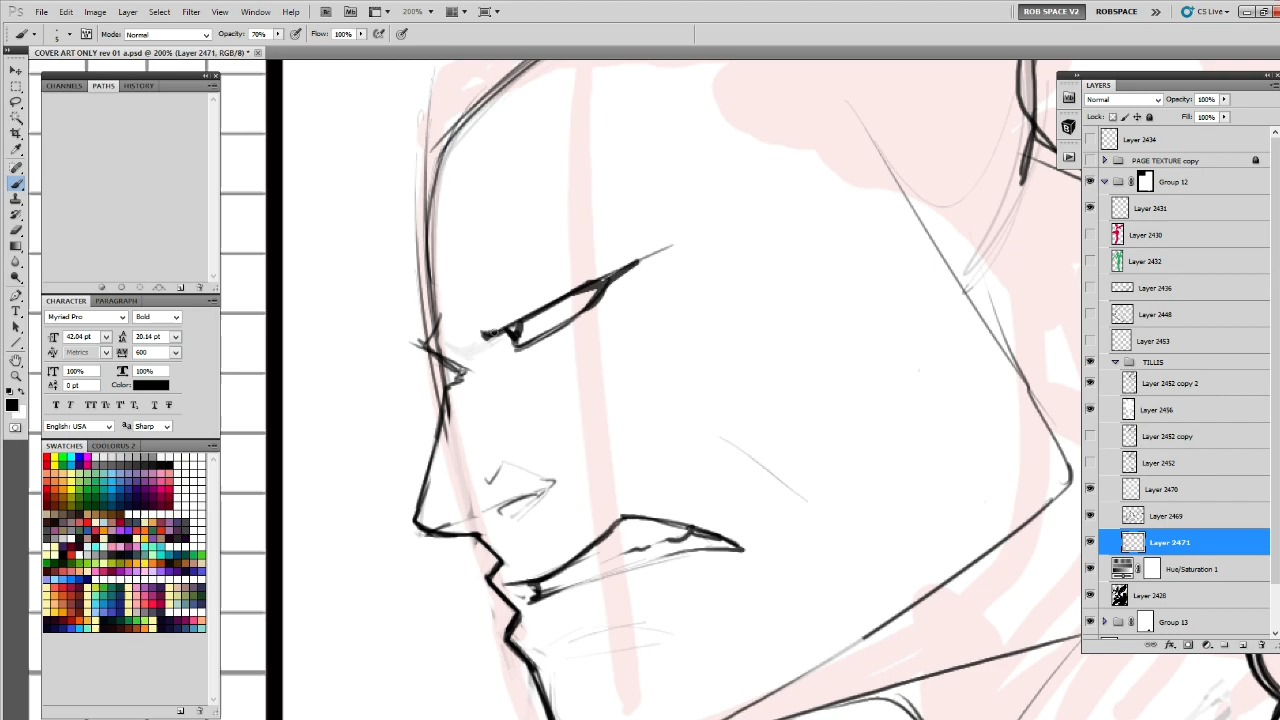 Ps File Edit Image Layer Select Filter View Window Help Br Mb 200% ROB SPACE V2 ROBSPACE CS Live
5 Mode: Normal Opacity: 70% Flow: 100%
COVER ART ONLY rev 01 a.psd @ 200% (Layer 2471, RGB/8) *
CHANNELS PATHS HISTORY
CHARACTER PARAGRAPH
Myriad Pro Bold
42.04 pt 20.14 pt
Metrics 600
100% 100%
0 pt Color:
English: USA Sharp
SWATCHES COOLORUS 2
LAYERS
Normal Opacity: 100%
Lock: Fill: 100%
Layer 2434
PAGE TEXTURE copy
Group 12
Layer 2431
Layer 2430
Layer 2432
Layer 2436
Layer 2448
Layer 2453
TILLIS
Layer 2452 copy 2
Layer 2456
Layer 2452 copy
Layer 2452
Layer 2470
Layer 2469
Layer 2471
Hue/Saturation 1
Layer 2428
Group 13